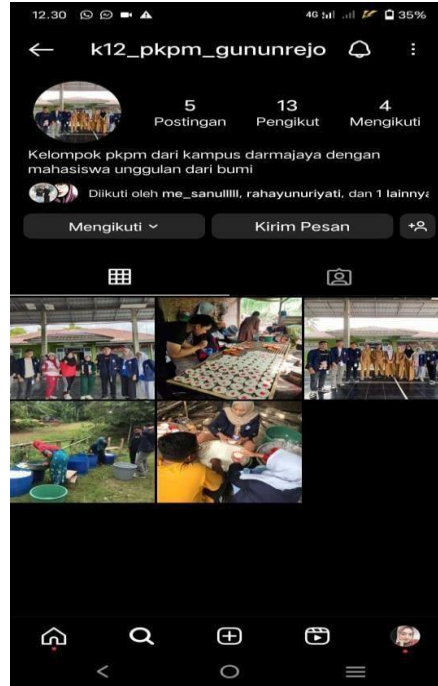 12.30 4G 35%
k12_pkpm_gununrejo
5 13 4
Postingan Pengikut Mengikuti
Kelompok pkpm dari kampus darmajaya dengan
mahasiswa unggulan dari bumi
Diikuti oleh me_sanulllll, rahayunuriyati, dan 1 lainnya
Mengikuti Kirim Pesan